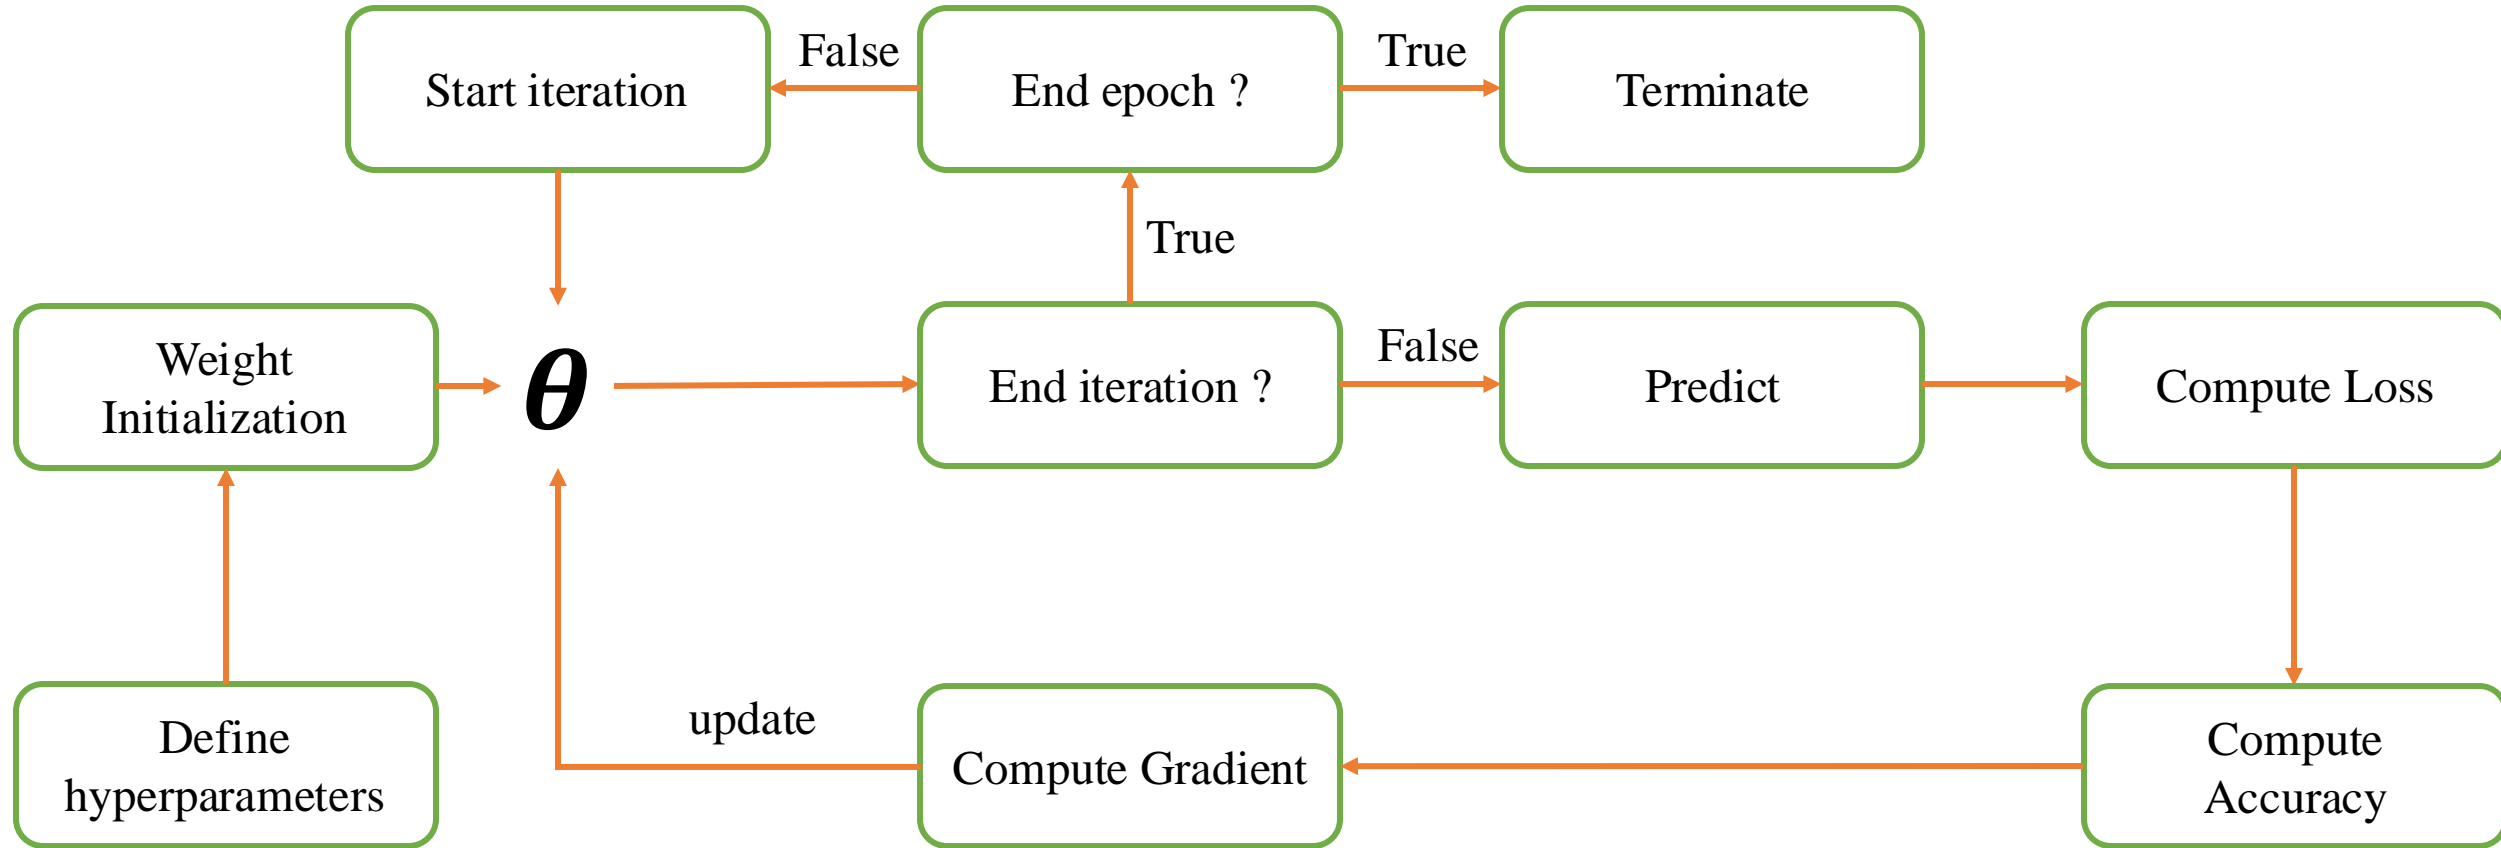 Start iteration
False
End epoch ?
True
Terminate
True
Weight
Initialization
θ
End iteration ?
False
Predict
Compute Loss
Define
hyperparameters
update
Compute Gradient
Compute
Accuracy